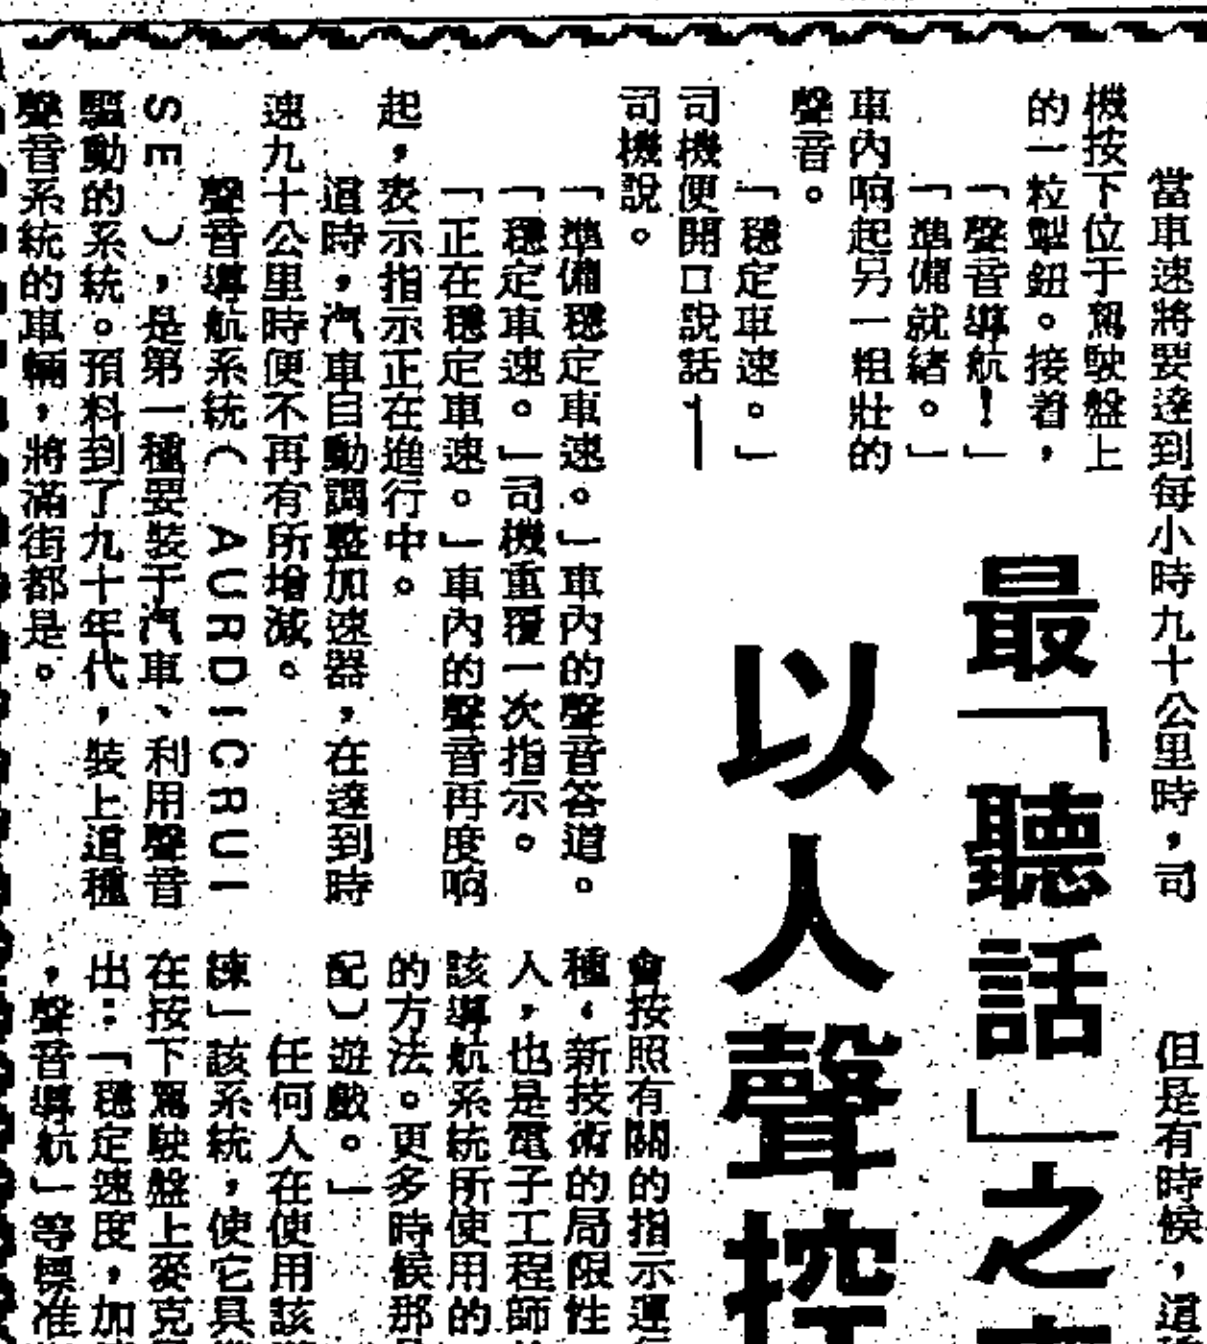 最「聽話」之
以人聲控
當車速將要達到每小時九十公里時，司
機按下位于駕駛盤上
的一粒掣鈕。接着，
「聲音導航！」
「準備就緒。」
車內响起另一粗壯的
聲音。
「穩定車速。」
司機便開口說話——
司機說。
「準備穩定車速。」車內的聲音答道。
「穩定車速。」司機重覆一次指示。
「正在穩定車速。」車內的聲音再度响
起，表示指示正在進行中。
這時，汽車自動調整加速器，在達到時
速九十公里時便不再有所增減。
聲音導航系統（AURDICRUI
SE），是第一種要裝于汽車、利用聲音
驅動的系統。預料到了九十年代，裝上這種
聲音系統的車輛，將滿街都是。
但是有時候，這
會按照有關的指示運
種，新技術的局限性
人，也是電子工程師
該導航系統所使用的
的方法。更多時候那
配）遊戲。」
任何人在使用該
練」該系統，使它具
在按下駕駛盤上麥克
出：「穩定速度，加
，聲音導航」等標准